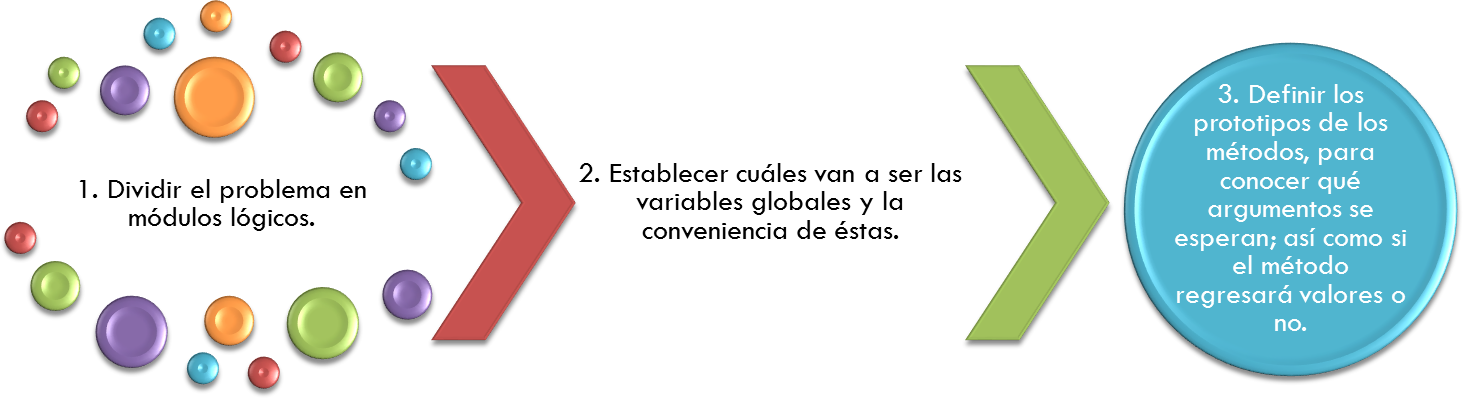 1. Dividir el problema en
módulos lógicos.
2. Establecer cuáles van a ser las
variables globales y la
conveniencia de éstas.
3. Definir los
prototipos de los
métodos, para
conocer qué
argumentos se
esperan; así como si
el método
regresará valores o
no.